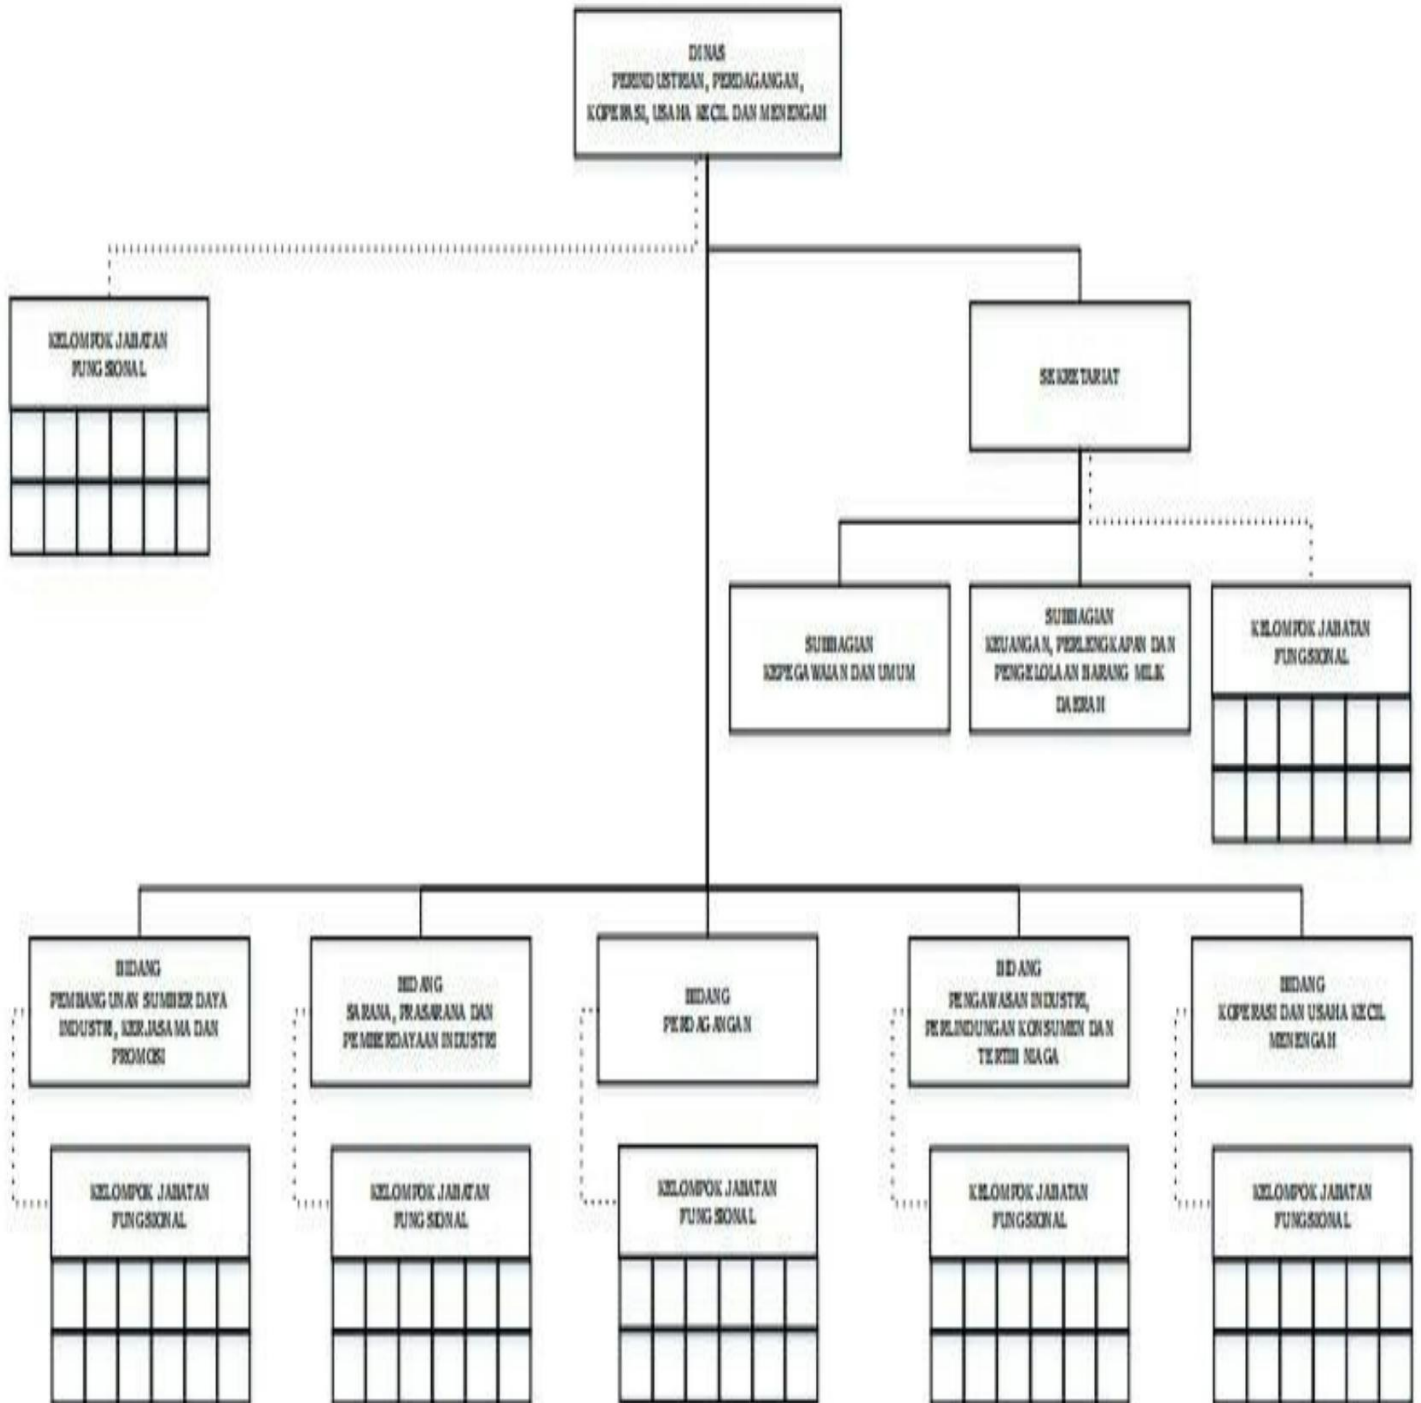 DINAS
PERINDUSTRIAN, PERDAGANGAN,
KOPERASI, USAHA KECIL DAN MENENGAH
KELOMPOK JABATAN
FUNGSIONAL
SEKRETARIAT
SUBBAGIAN
KEPEGAWAIAN DAN UMUM
SUBBAGIAN
KEUANGAN, PERLENGKAPAN DAN
PENGELOLAAN BARANG MILIK
DAERAH
KELOMPOK JABATAN
FUNGSIONAL
BIDANG
PEMBANGUNAN SUMBER DAYA
INDUSTRI, KERJASAMA DAN
PROMOSI
BIDANG
SARANA, PRASARANA DAN
PEMBERDAYAAN INDUSTRI
BIDANG
PERDAGANGAN
BIDANG
PENGAWASAN INDUSTRI,
PERLINDUNGAN KONSUMEN DAN
TERTIB NIAGA
BIDANG
KOPERASI DAN USAHA KECIL
MENENGAH
KELOMPOK JABATAN
FUNGSIONAL
KELOMPOK JABATAN
FUNGSIONAL
KELOMPOK JABATAN
FUNGSIONAL
KELOMPOK JABATAN
FUNGSIONAL
KELOMPOK JABATAN
FUNGSIONAL